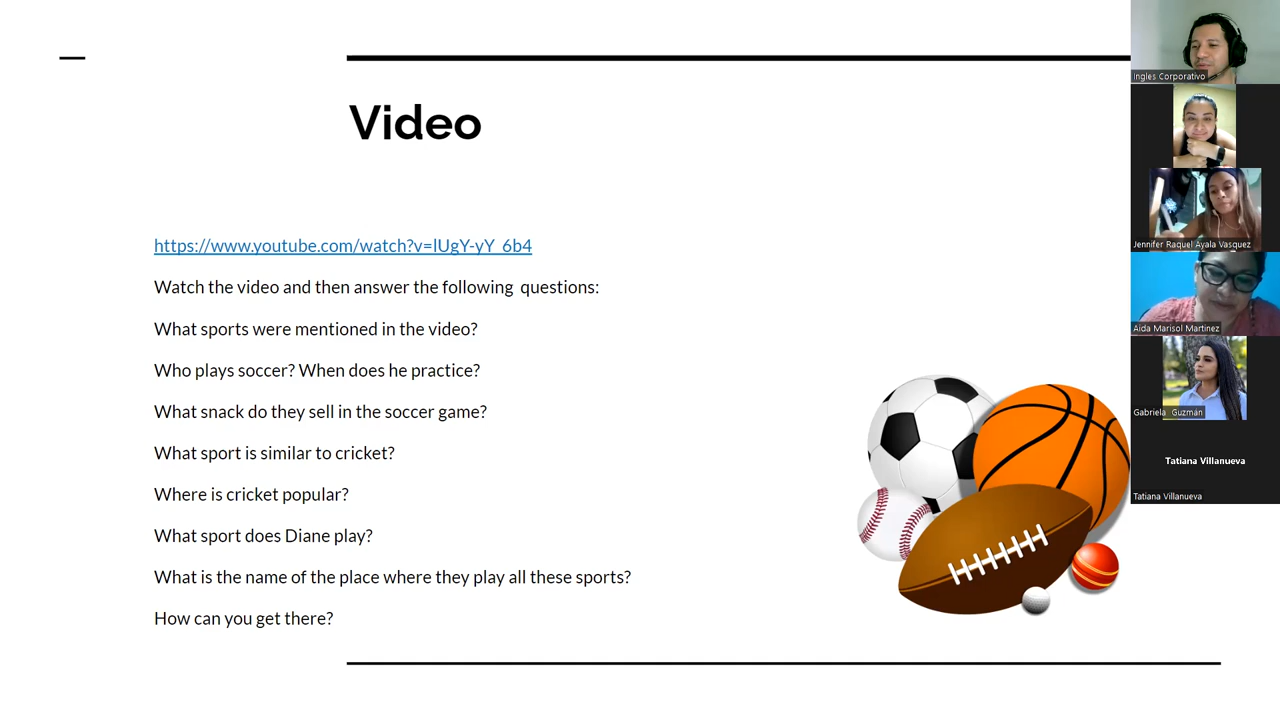 Video
https://www.youtube.com/watch?v=lUgY-yY_6b4
Watch the video and then answer the following questions:
What sports were mentioned in the video?
Who plays soccer? When does he practice?
What snack do they sell in the soccer game?
What sport is similar to cricket?
Where is cricket popular?
What sport does Diane play?
What is the name of the place where they play all these sports?
How can you get there?
Ingles Corporativo
Jennifer Raquel Ayala Vasquez
Aída Marisol Martinez
Gabriela Guzmán
Tatiana Villanueva
Tatiana Villanueva